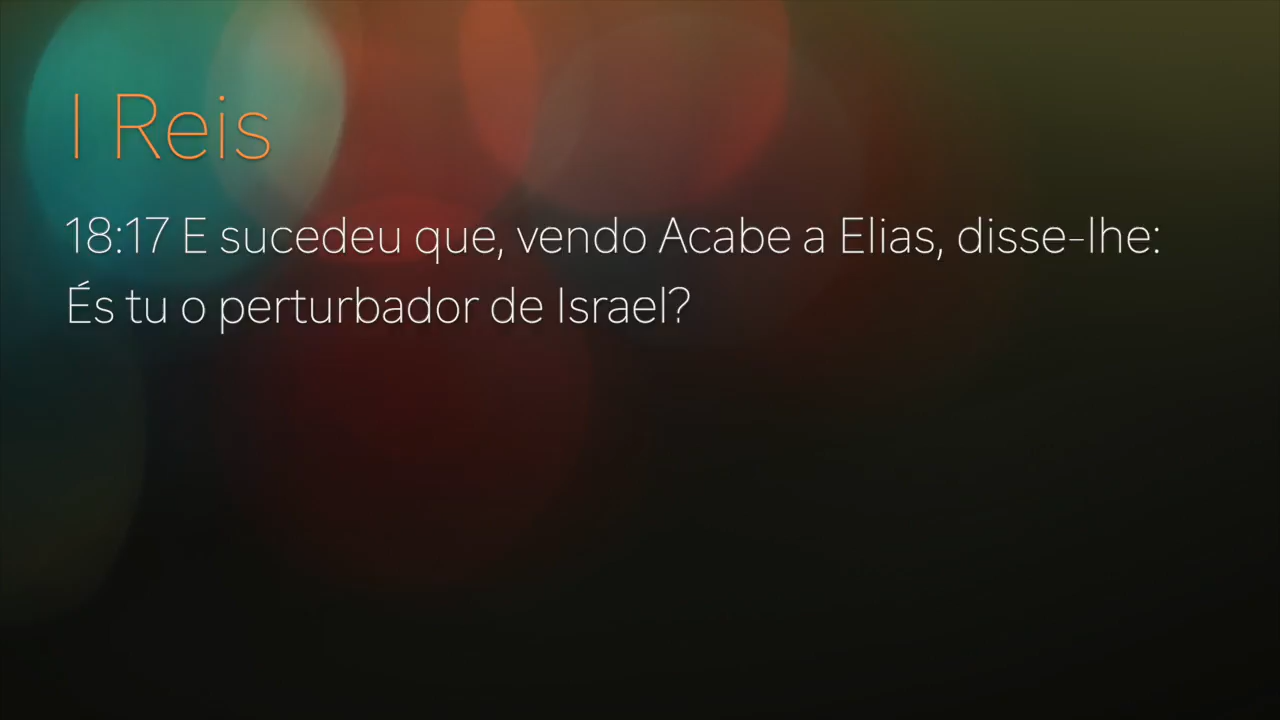 I Reis
18:17 E sucedeu que, vendo Acabe a Elias, disse-lhe:
És tu o perturbador de Israel?